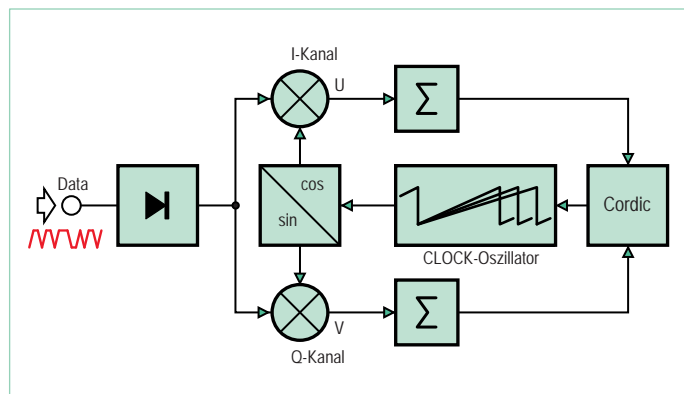 I-Kanal
U
Σ
Data
cos
sin
CLOCK-Oszillator
Cordic
V
Σ
Q-Kanal